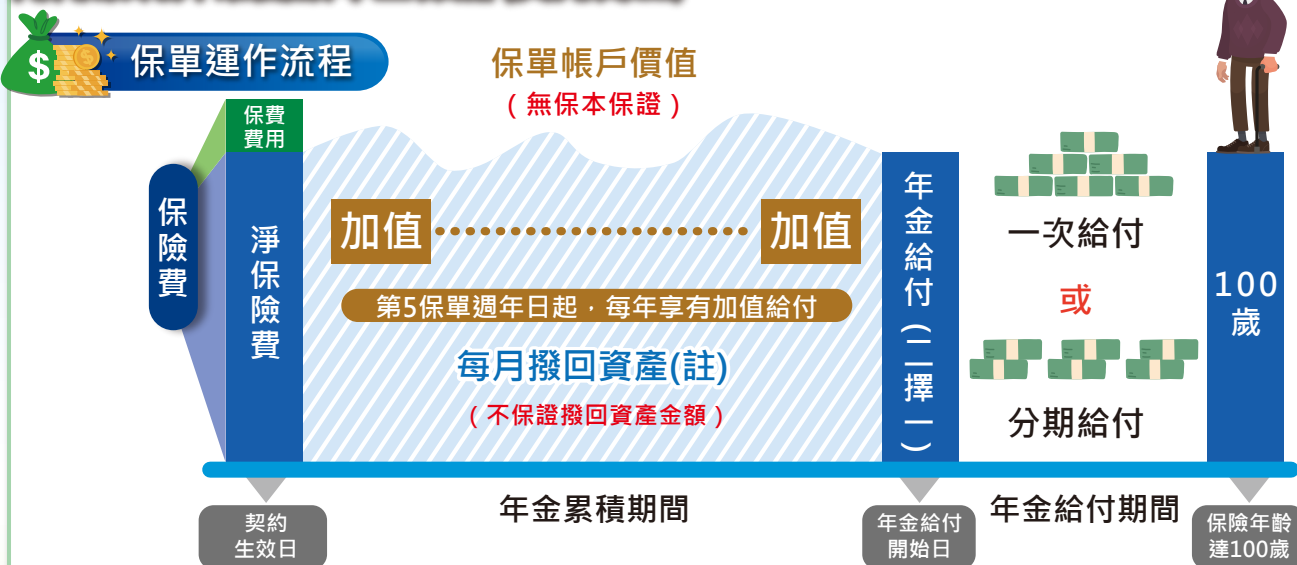 保單運作流程
保單帳戶價值
(無保本保證)
保費
費用
保險費
淨保險費
加值
加值
第5保單週年日起，每年享有加值給付
每月撥回資產(註)
(不保證撥回資產金額)
年金給付(二擇一)
一次給付
或
分期給付
100
歲
年金累積期間
年金給付期間
契約
生效日
年金給付
開始日
保險年齡
達100歲